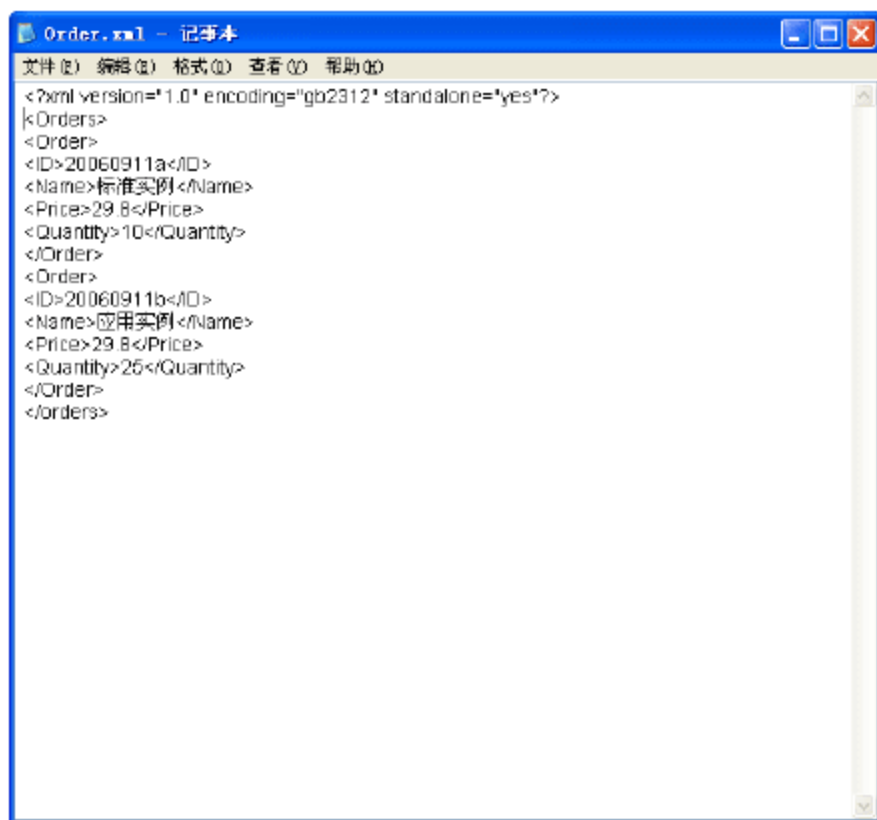 Order.xml - 记事本
文件(F) 编辑(E) 格式(O) 查看(V) 帮助(H)
<?xml version="1.0" encoding="gb2312" standalone="yes"?>
<Orders>
<Order>
<ID>20060911a</ID>
<Name>标准实例</Name>
<Price>29.8</Price>
<Quantity>10</Quantity>
</Order>
<Order>
<ID>20060911b</ID>
<Name>应用实例</Name>
<Price>29.8</Price>
<Quantity>25</Quantity>
</Order>
</orders>